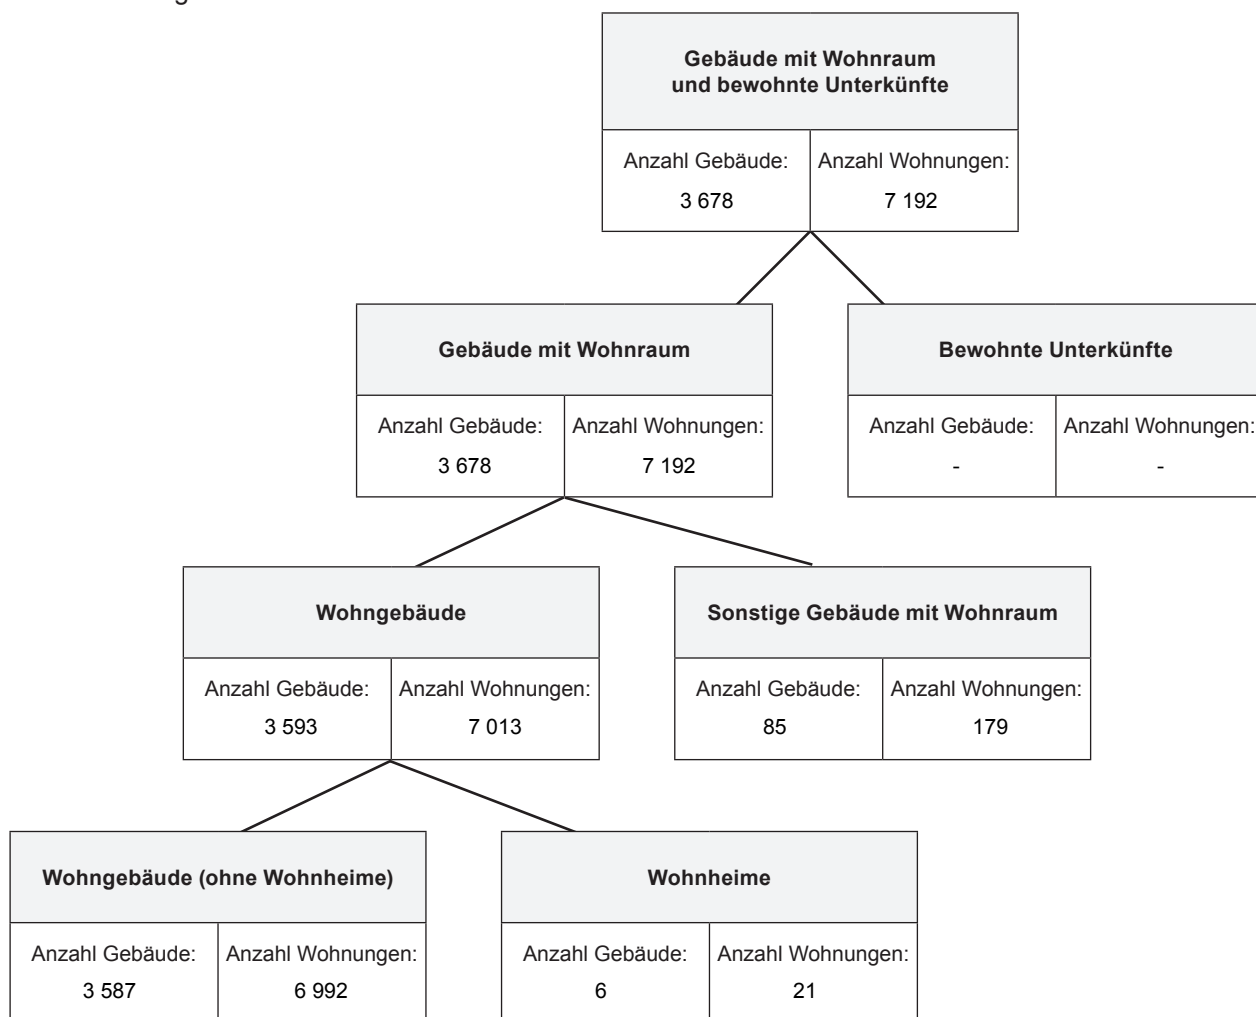 Gebäude mit Wohnraum
und bewohnte Unterkünfte
Anzahl Gebäude: Anzahl Wohnungen:
3 678 7 192
Gebäude mit Wohnraum Bewohnte Unterkünfte
Anzahl Gebäude: Anzahl Wohnungen: Anzahl Gebäude: Anzahl Wohnungen:
3 678 7 192 - -
Wohngebäude Sonstige Gebäude mit Wohnraum
Anzahl Gebäude: Anzahl Wohnungen: Anzahl Gebäude: Anzahl Wohnungen:
3 593 7 013 85 179
Wohngebäude (ohne Wohnheime) Wohnheime
Anzahl Gebäude: Anzahl Wohnungen: Anzahl Gebäude: Anzahl Wohnungen:
3 587 6 992 6 21